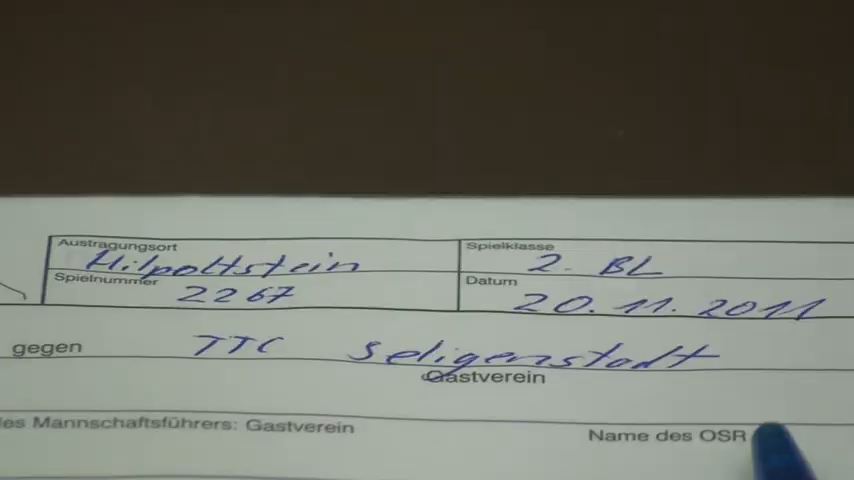 Austragungsort Spielklasse
Hilpoltstein 2. BL
Spielnummer Datum
2267 20.11.2011
gegen TTC Seligenstadt
Gastverein
des Mannschaftsführers: Gastverein
Name des OSR